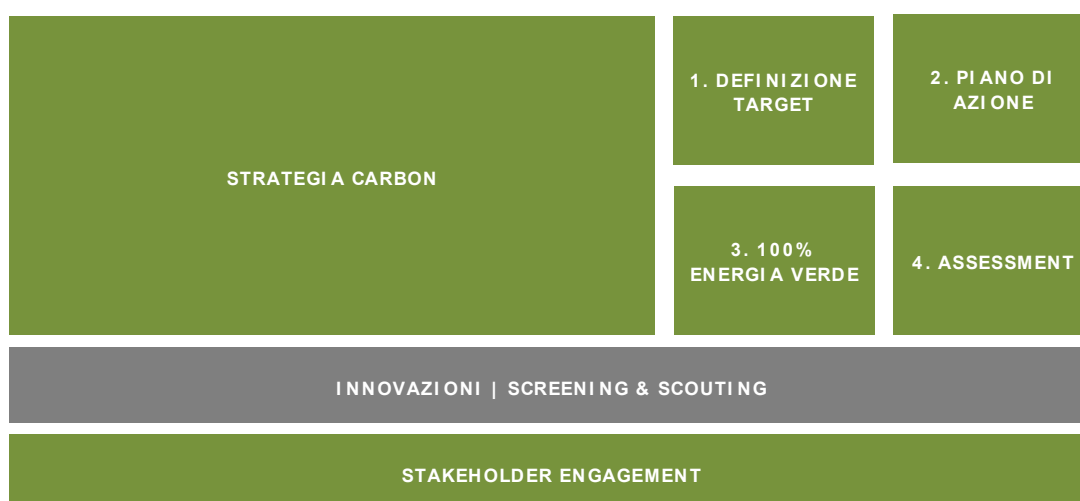 STRATEGIA CARBON
1. DEFINIZIONE
TARGET
2. PIANO DI
AZIONE
3. 100%
ENERGIA VERDE
4. ASSESSMENT
INNOVAZIONI | SCREENING & SCOUTING
STAKEHOLDER ENGAGEMENT